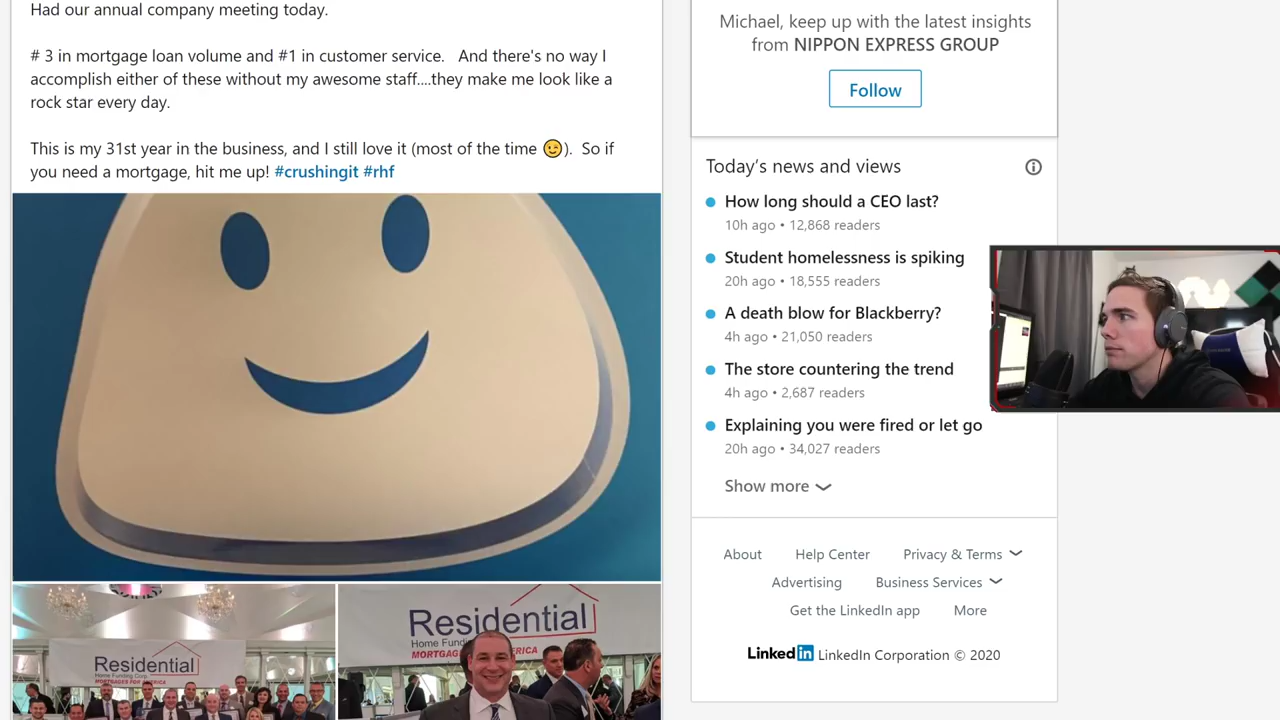 Had our annual company meeting today.
# 3 in mortgage loan volume and #1 in customer service.   And there's no way I
accomplish either of these without my awesome staff....they make me look like a
rock star every day.
This is my 31st year in the business, and I still love it (most of the time 😉).  So if
you need a mortgage, hit me up! #crushingit #rhf
Residential
Home Funding Corp.
MORTGAGES FOR AMERICA
Residential
Home Fundi
MORTG
CA
Michael, keep up with the latest insights
from NIPPON EXPRESS GROUP
Follow
Today's news and views
How long should a CEO last?
10h ago • 12,868 readers
Student homelessness is spiking
20h ago • 18,555 readers
A death blow for Blackberry?
4h ago • 21,050 readers
The store countering the trend
4h ago • 2,687 readers
Explaining you were fired or let go
20h ago • 34,027 readers
Show more
About Help Center Privacy & Terms
Advertising Business Services
Get the LinkedIn app More
LinkedIn LinkedIn Corporation © 2020